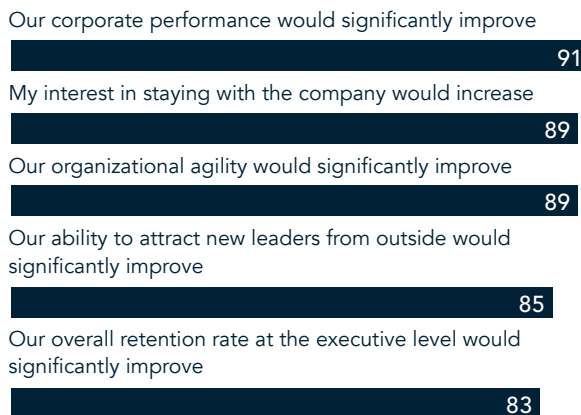 Our corporate performance would significantly improve
91
My interest in staying with the company would increase
89
Our organizational agility would significantly improve
89
Our ability to attract new leaders from outside would
significantly improve
85
Our overall retention rate at the executive level would
significantly improve
83